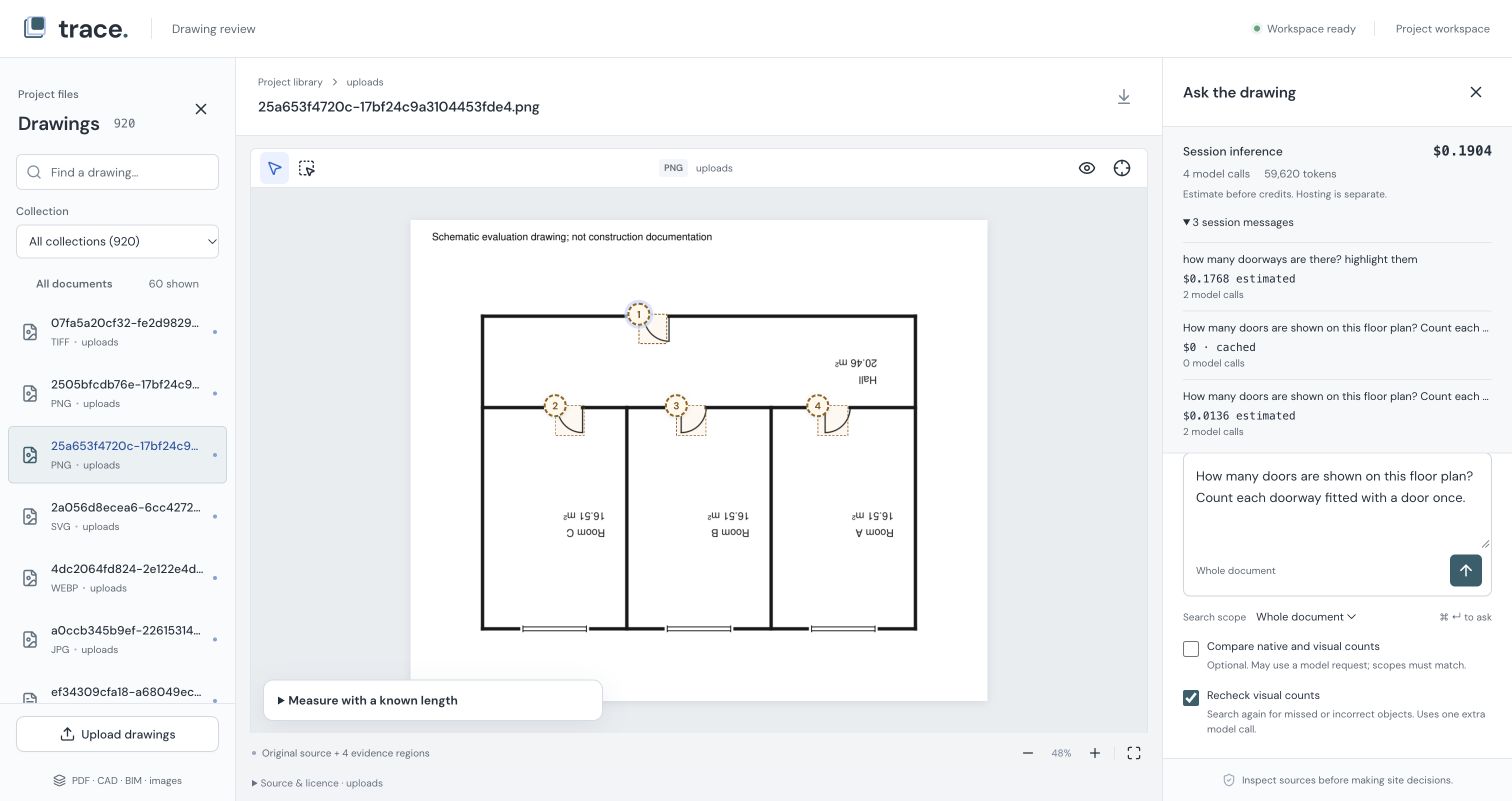 trace.
Drawing review
Workspace ready
Project workspace
Project files
Drawings 920
Find a drawing...
Collection
All collections (920)
All documents 60 shown
07fa5a20cf32-fe2d9829...
TIFF · uploads
2505bfcdb76e-17bf24c9...
PNG · uploads
25a653f4720c-17bf24c9...
PNG · uploads
2a056d8ecea6-6cc4272...
SVG · uploads
4dc2064fd824-2e122e4d...
WEBP · uploads
a0ccb345b9ef-22615314...
JPG · uploads
ef34309cfa18-a68049ec...
Upload drawings
PDF · CAD · BIM · images
Project library > uploads
25a653f4720c-17bf24c9a3104453fde4.png
PNG uploads
Schematic evaluation drawing; not construction documentation
1
Hall
20.46 m²
2
3
4
Room C
16.51 m²
Room B
16.51 m²
Room A
16.51 m²
Measure with a known length
Original source + 4 evidence regions
48%
Source & licence · uploads
Ask the drawing
Session inference $0.1904
4 model calls 59,620 tokens
Estimate before credits. Hosting is separate.
3 session messages
how many doorways are there? highlight them
$0.1768 estimated
2 model calls
How many doors are shown on this floor plan? Count each ...
$0 · cached
0 model calls
How many doors are shown on this floor plan? Count each ...
$0.0136 estimated
2 model calls
How many doors are shown on this floor plan?
Count each doorway fitted with a door once.
Whole document
Search scope Whole document ⌘ ↵ to ask
Compare native and visual counts
Optional. May use a model request; scopes must match.
Recheck visual counts
Search again for missed or incorrect objects. Uses one extra
model call.
Inspect sources before making site decisions.